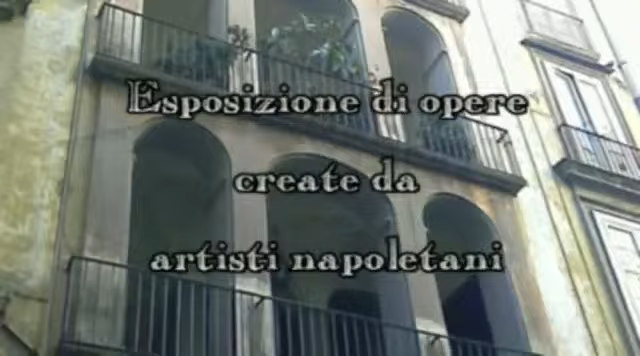 Esposizione di opere
create da
artisti napoletani